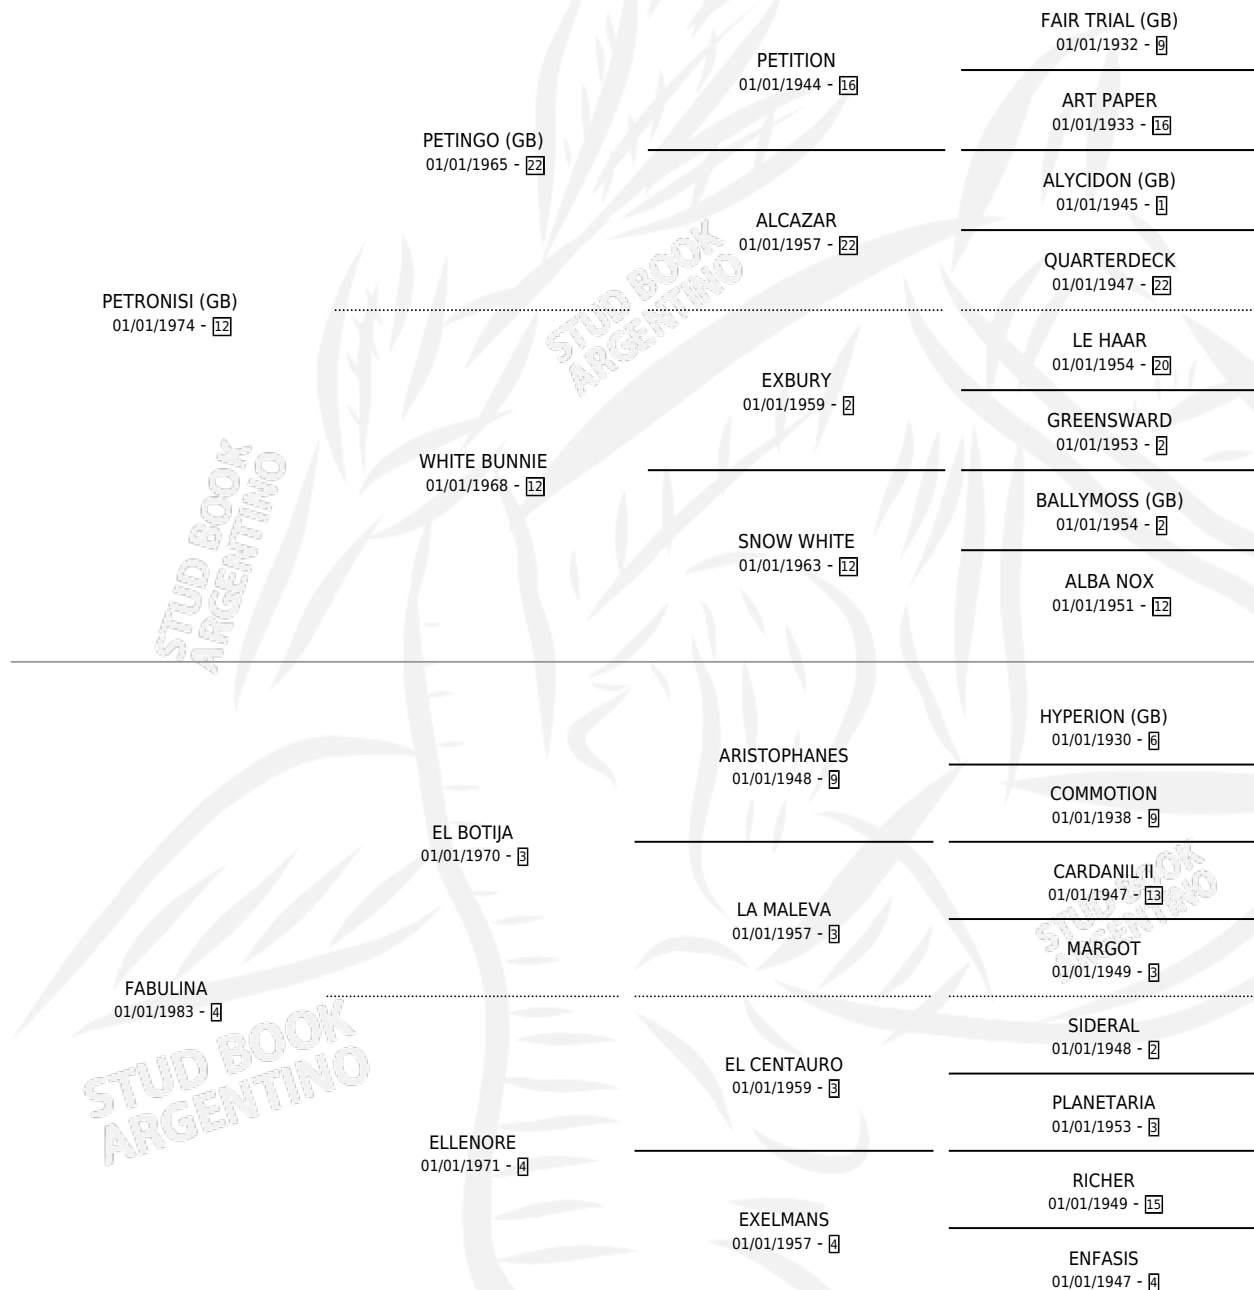 FAIR TRIAL (GB)
01/01/1932 - 9
PETITION
01/01/1944 - 16
ART PAPER
01/01/1933 - 16
PETINGO (GB)
01/01/1965 - 22
ALYCIDON (GB)
01/01/1945 - 1
ALCAZAR
01/01/1957 - 22
QUARTERDECK
01/01/1947 - 22
PETRONISI (GB)
01/01/1974 - 12
LE HAAR
01/01/1954 - 20
EXBURY
01/01/1959 - 2
GREENSWARD
01/01/1953 - 2
WHITE BUNNIE
01/01/1968 - 12
BALLYMOSS (GB)
01/01/1954 - 2
SNOW WHITE
01/01/1963 - 12
ALBA NOX
01/01/1951 - 12
STUD BOOK
ARGENTINO
STUD BOOK
ARGENTINO
HYPERION (GB)
01/01/1930 - 6
ARISTOPHANES
01/01/1948 - 9
COMMOTION
01/01/1938 - 9
EL BOTIJA
01/01/1970 - 3
CARDANIL II
01/01/1947 - 13
LA MALEVA
01/01/1957 - 3
MARGOT
01/01/1949 - 3
FABULINA
01/01/1983 - 4
SIDERAL
01/01/1948 - 2
EL CENTAURO
01/01/1959 - 3
PLANETARIA
01/01/1953 - 3
ELLENORE
01/01/1971 - 4
RICHER
01/01/1949 - 15
EXELMANS
01/01/1957 - 4
ENFASIS
01/01/1947 - 4
STUD BOOK
ARGENTINO
STUD BOOK
ARGENTINO